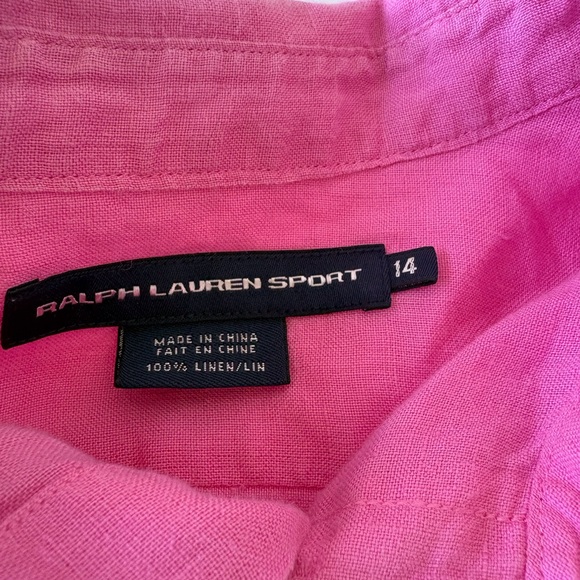 RALPH LAUREN SPORT 14
MADE IN CHINA
FAIT EN CHINE
100% LINEN/LIN